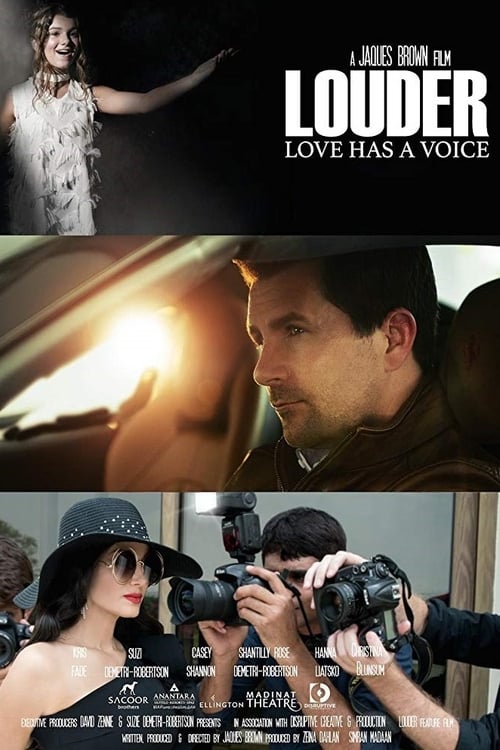 A JAQUES BROWN FILM
LOUDER
LOVE HAS A VOICE
KRIS SUZI CASEY SHANTILLY ROSE HANNA CHRISTINA
FADE DEMETRI-ROBERTSON SHANNON DEMETRI-ROBERTSON LIATSKO BLUNSUM
SACOOR ANANTARA ELLINGTON MADINAT DISRUPTIVE
brothers THEATRE
EXECUTIVE PRODUCERS DAVID ZENNIE & SUZIE DEMETRI-ROBERTSON PRESENTS IN ASSOCIATION WITH DISRUPTIVE CREATIVE & PRODUCTION LOUDER FEATURE FILM
WRITTEN, PRODUCED & DIRECTED BY JAQUES BROWN PRODUCED BY ZEINA DAHLAN SIMRAN MADAAN